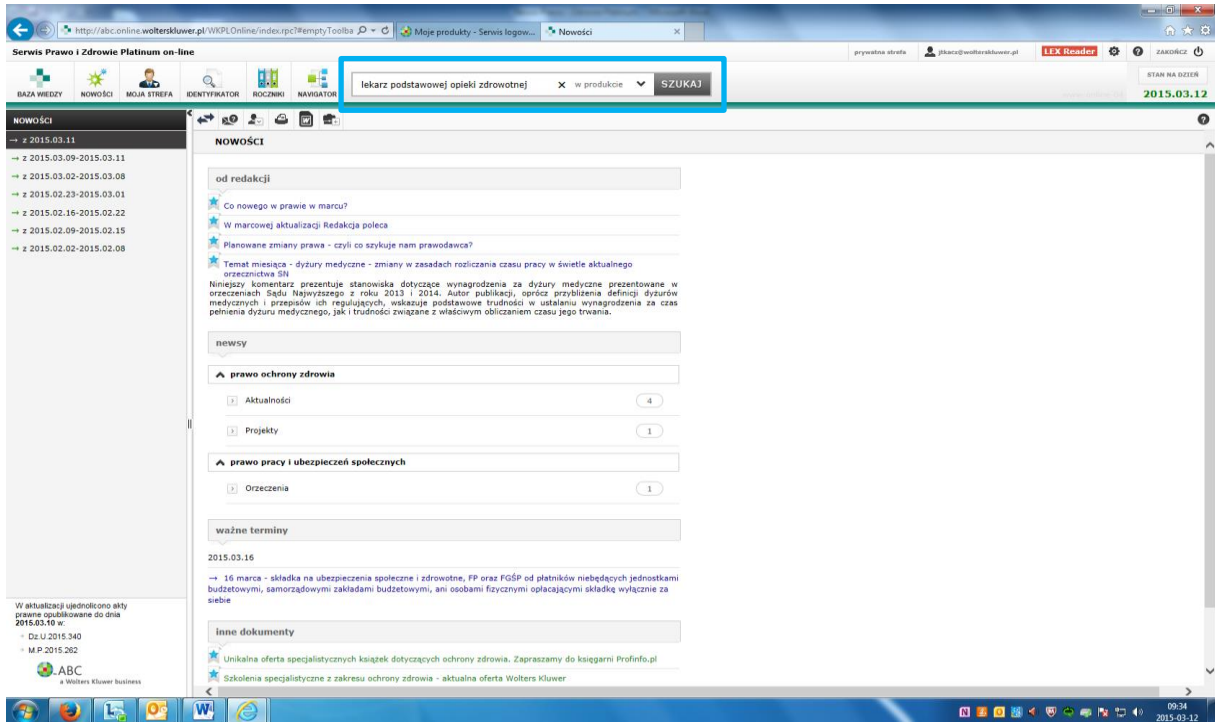 http://abc.online.wolterskluwer.pl/WKPLOnline/index.rpc?#emptyToolba
Moje produkty - Serwis logow...
Nowości
Serwis Prawo i Zdrowie Platinum on-line
prywatna strefa
jtkacz@wolterskluwer.pl
LEX Reader
ZAKOŃCZ
BAZA WIEDZY
NOWOŚCI
MOJA STREFA
IDENTYFIKATOR
ROCZNIKI
NAVIGATOR
lekarz podstawowej opieki zdrowotnej
w produkcie
SZUKAJ
STAN NA DZIEŃ
2015.03.12
NOWOŚCI
→ z 2015.03.11
→ z 2015.03.09-2015.03.11
→ z 2015.03.02-2015.03.08
→ z 2015.02.23-2015.03.01
→ z 2015.02.16-2015.02.22
→ z 2015.02.09-2015.02.15
→ z 2015.02.02-2015.02.08
NOWOŚCI
od redakcji
Co nowego w prawie w marcu?
W marcowej aktualizacji Redakcja poleca
Planowane zmiany prawa - czyli co szykuje nam prawodawca?
Temat miesiąca - dyżury medyczne - zmiany w zasadach rozliczania czasu pracy w świetle aktualnego
orzecznictwa SN
Niniejszy komentarz prezentuje stanowiska dotyczące wynagrodzenia za dyżury medyczne prezentowane w
orzeczeniach Sądu Najwyższego z roku 2013 i 2014. Autor publikacji, oprócz przybliżenia definicji dyżurów
medycznych i przepisów ich regulujących, wskazuje podstawowe trudności w ustalaniu wynagrodzenia za czas
pełnienia dyżuru medycznego, jak i trudności związane z właściwym obliczaniem czasu jego trwania.
newsy
prawo ochrony zdrowia
Aktualności 4
Projekty 1
prawo pracy i ubezpieczeń społecznych
Orzeczenia 1
ważne terminy
2015.03.16
→ 16 marca - składka na ubezpieczenia społeczne i zdrowotne, FP oraz FGŚP od płatników niebędących jednostkami
budżetowymi, samorządowymi zakładami budżetowymi, ani osobami fizycznymi opłacającymi składkę wyłącznie za
siebie
inne dokumenty
Unikalna oferta specjalistycznych książek dotyczących ochrony zdrowia. Zapraszamy do księgarni Profinfo.pl
Szkolenia specjalistyczne z zakresu ochrony zdrowia - aktualna oferta Wolters Kluwer
W aktualizacji ujednolicono akty
prawne opublikowane do dnia
2015.03.10 w:
Dz.U.2015.340
M.P.2015.262
ABC
a Wolters Kluwer business
09:34
2015-03-12